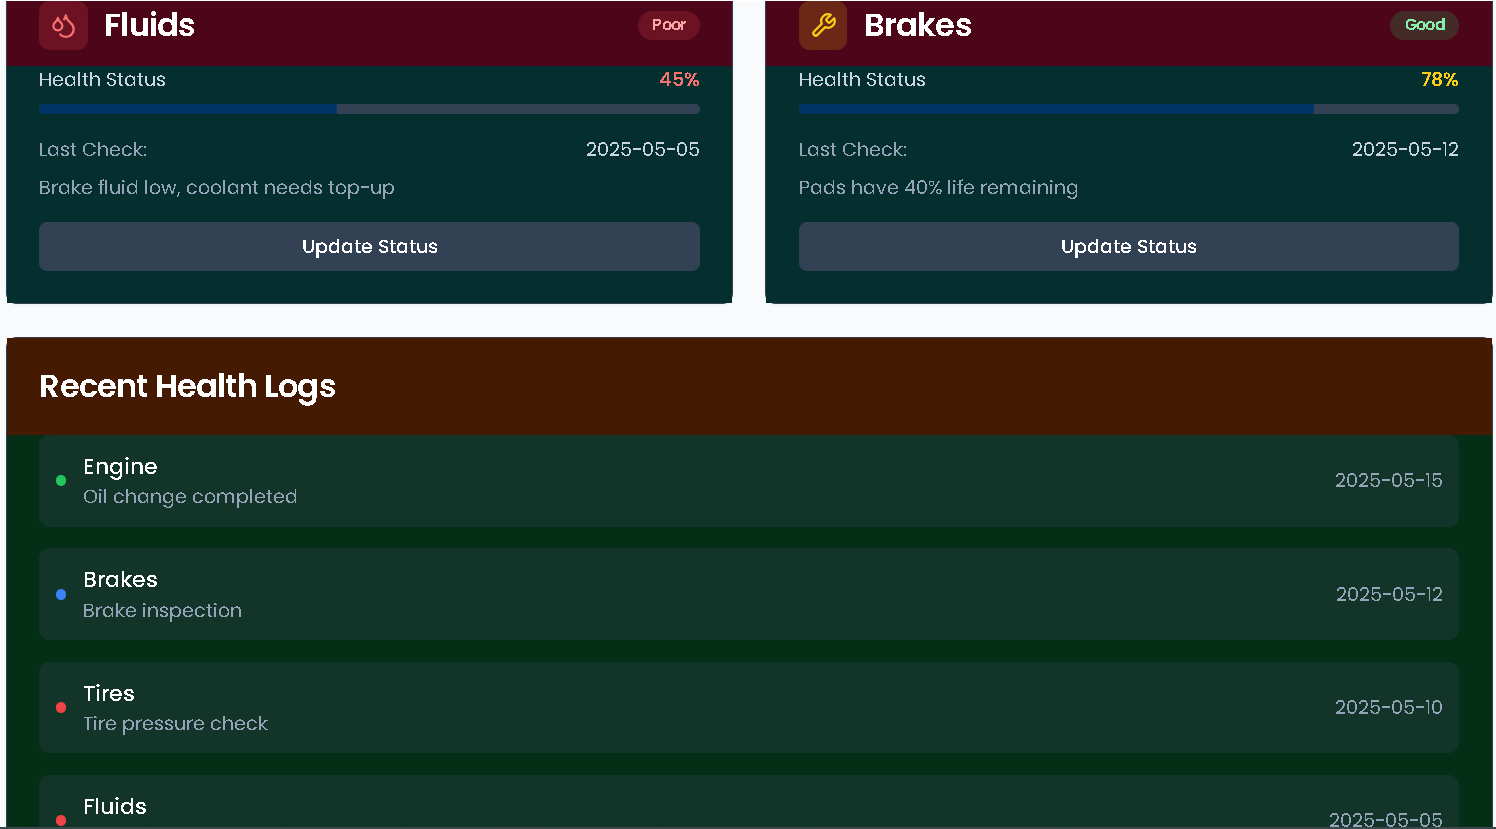 Fluids
Poor
Health Status
45%
Last Check:
2025-05-05
Brake fluid low, coolant needs top-up
Update Status
Brakes
Good
Health Status
78%
Last Check:
2025-05-12
Pads have 40% life remaining
Update Status
Recent Health Logs
Engine
Oil change completed
2025-05-15
Brakes
Brake inspection
2025-05-12
Tires
Tire pressure check
2025-05-10
Fluids
2025-05-05